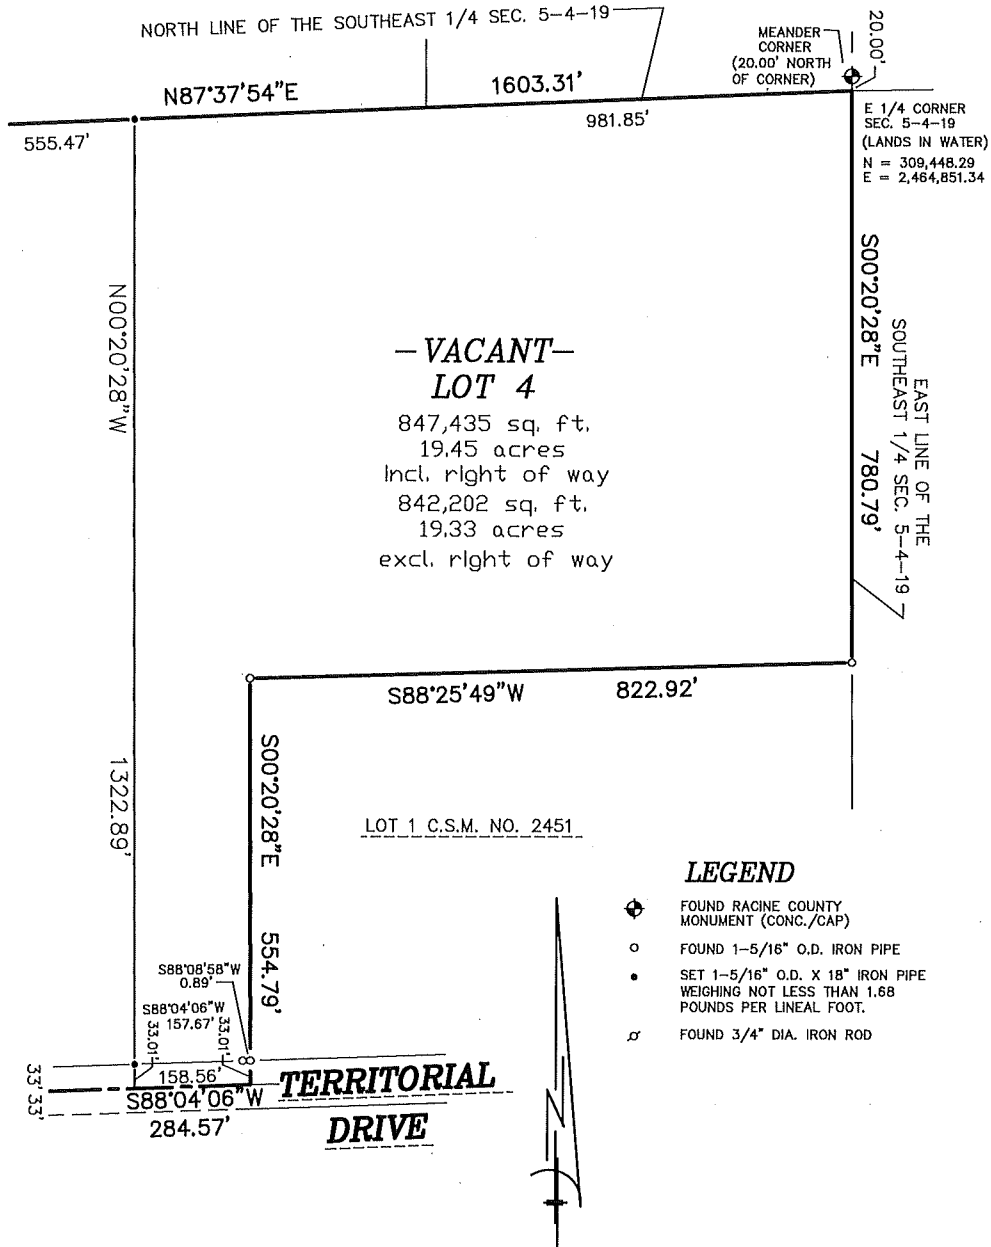 NORTH LINE OF THE SOUTHEAST 1/4 SEC. 5-4-19
MEANDER
CORNER
(20.00' NORTH
OF CORNER)
20.00'
N87°37'54"E
1603.31'
555.47'
981.85'
E 1/4 CORNER
SEC. 5-4-19
(LANDS IN WATER)
N = 309,448.29
E = 2,464,851.34
N00°20'28"W
1322.89'
S00°20'28"E
780.79'
EAST LINE OF THE
SOUTHEAST 1/4 SEC. 5-4-19
-VACANT-
LOT 4
847,435 sq. ft.
19.45 acres
incl. right of way
842,202 sq. ft.
19.33 acres
excl. right of way
S88°25'49"W
822.92'
S00°20'28"E
554.79'
LOT 1 C.S.M. NO. 2451
S88°08'58"W
0.89'
S88°04'06"W
157.67'
33.01'
33.01'
158.56'
33'
33'
S88°04'06"W
284.57'
TERRITORIAL
DRIVE
LEGEND
FOUND RACINE COUNTY
MONUMENT (CONC./CAP)
FOUND 1-5/16" O.D. IRON PIPE
SET 1-5/16" O.D. X 18" IRON PIPE
WEIGHING NOT LESS THAN 1.68
POUNDS PER LINEAL FOOT.
FOUND 3/4" DIA. IRON ROD
N